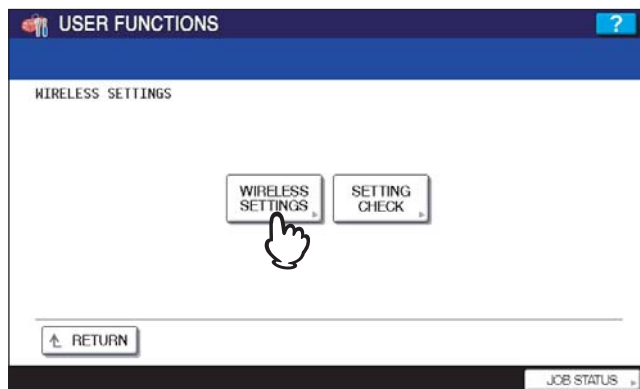 USER FUNCTIONS
?
WIRELESS SETTINGS
WIRELESS
SETTINGS
SETTING
CHECK
RETURN
JOB STATUS